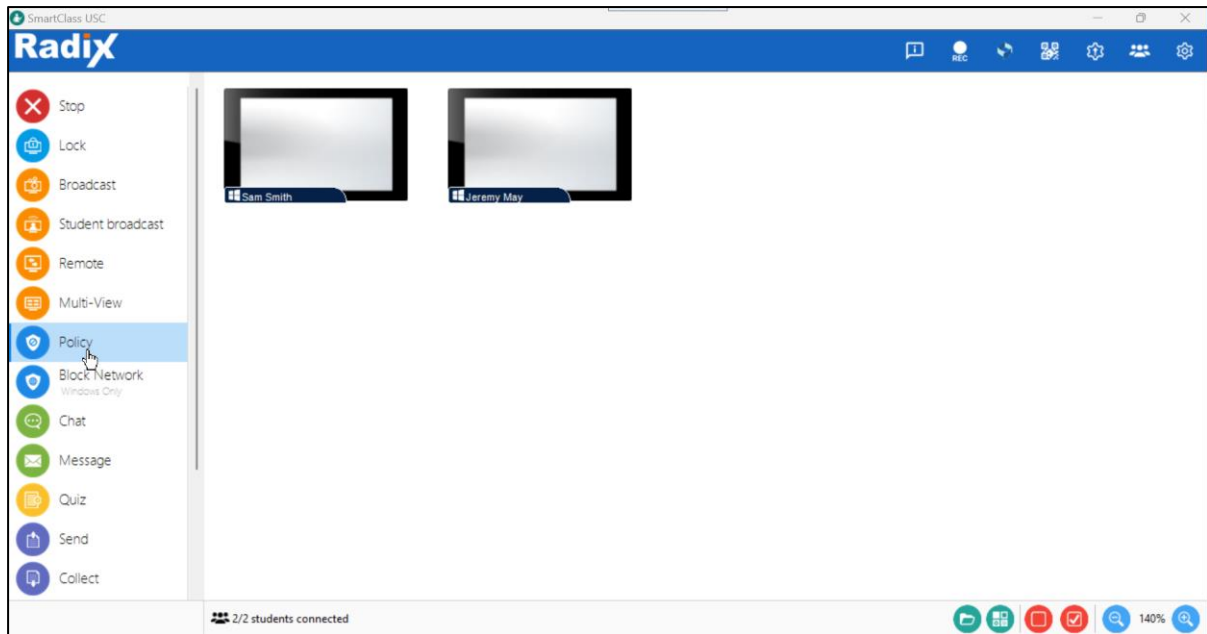 SmartClass USC
Radix
REC
Stop
Lock
Broadcast
Student broadcast
Remote
Multi-View
Policy
Block Network
Windows Only
Chat
Message
Quiz
Send
Collect
Sam Smith
Jeremy May
2/2 students connected
140%